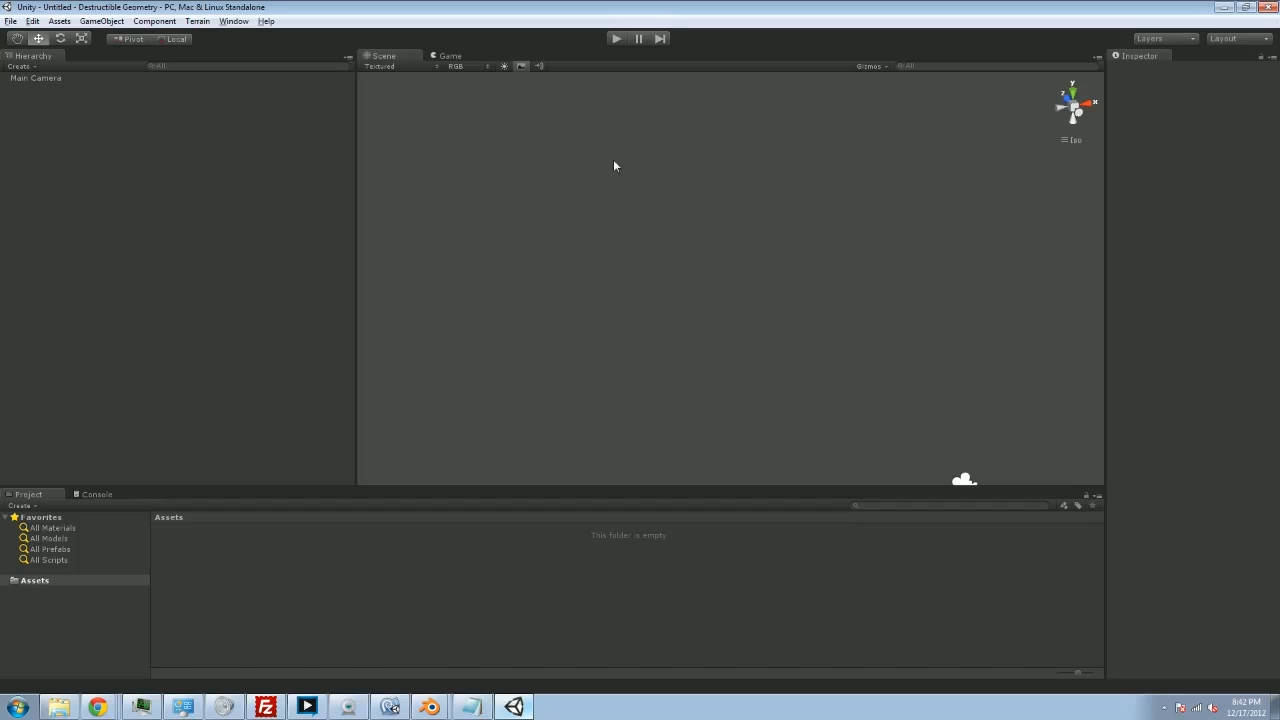 Unity - Untitled - Destructible Geometry - PC, Mac & Linux Standalone
File Edit Assets GameObject Component Terrain Window Help
Pivot Local Layers Layout
Hierarchy Scene Game Inspector
Create All Textured RGB Gizmos All
Main Camera
y
z x
Iso
Project Console
Create
Favorites Assets
All Materials
This folder is empty
All Models
All Prefabs
All Scripts
Assets
8:42 PM
12/17/2012